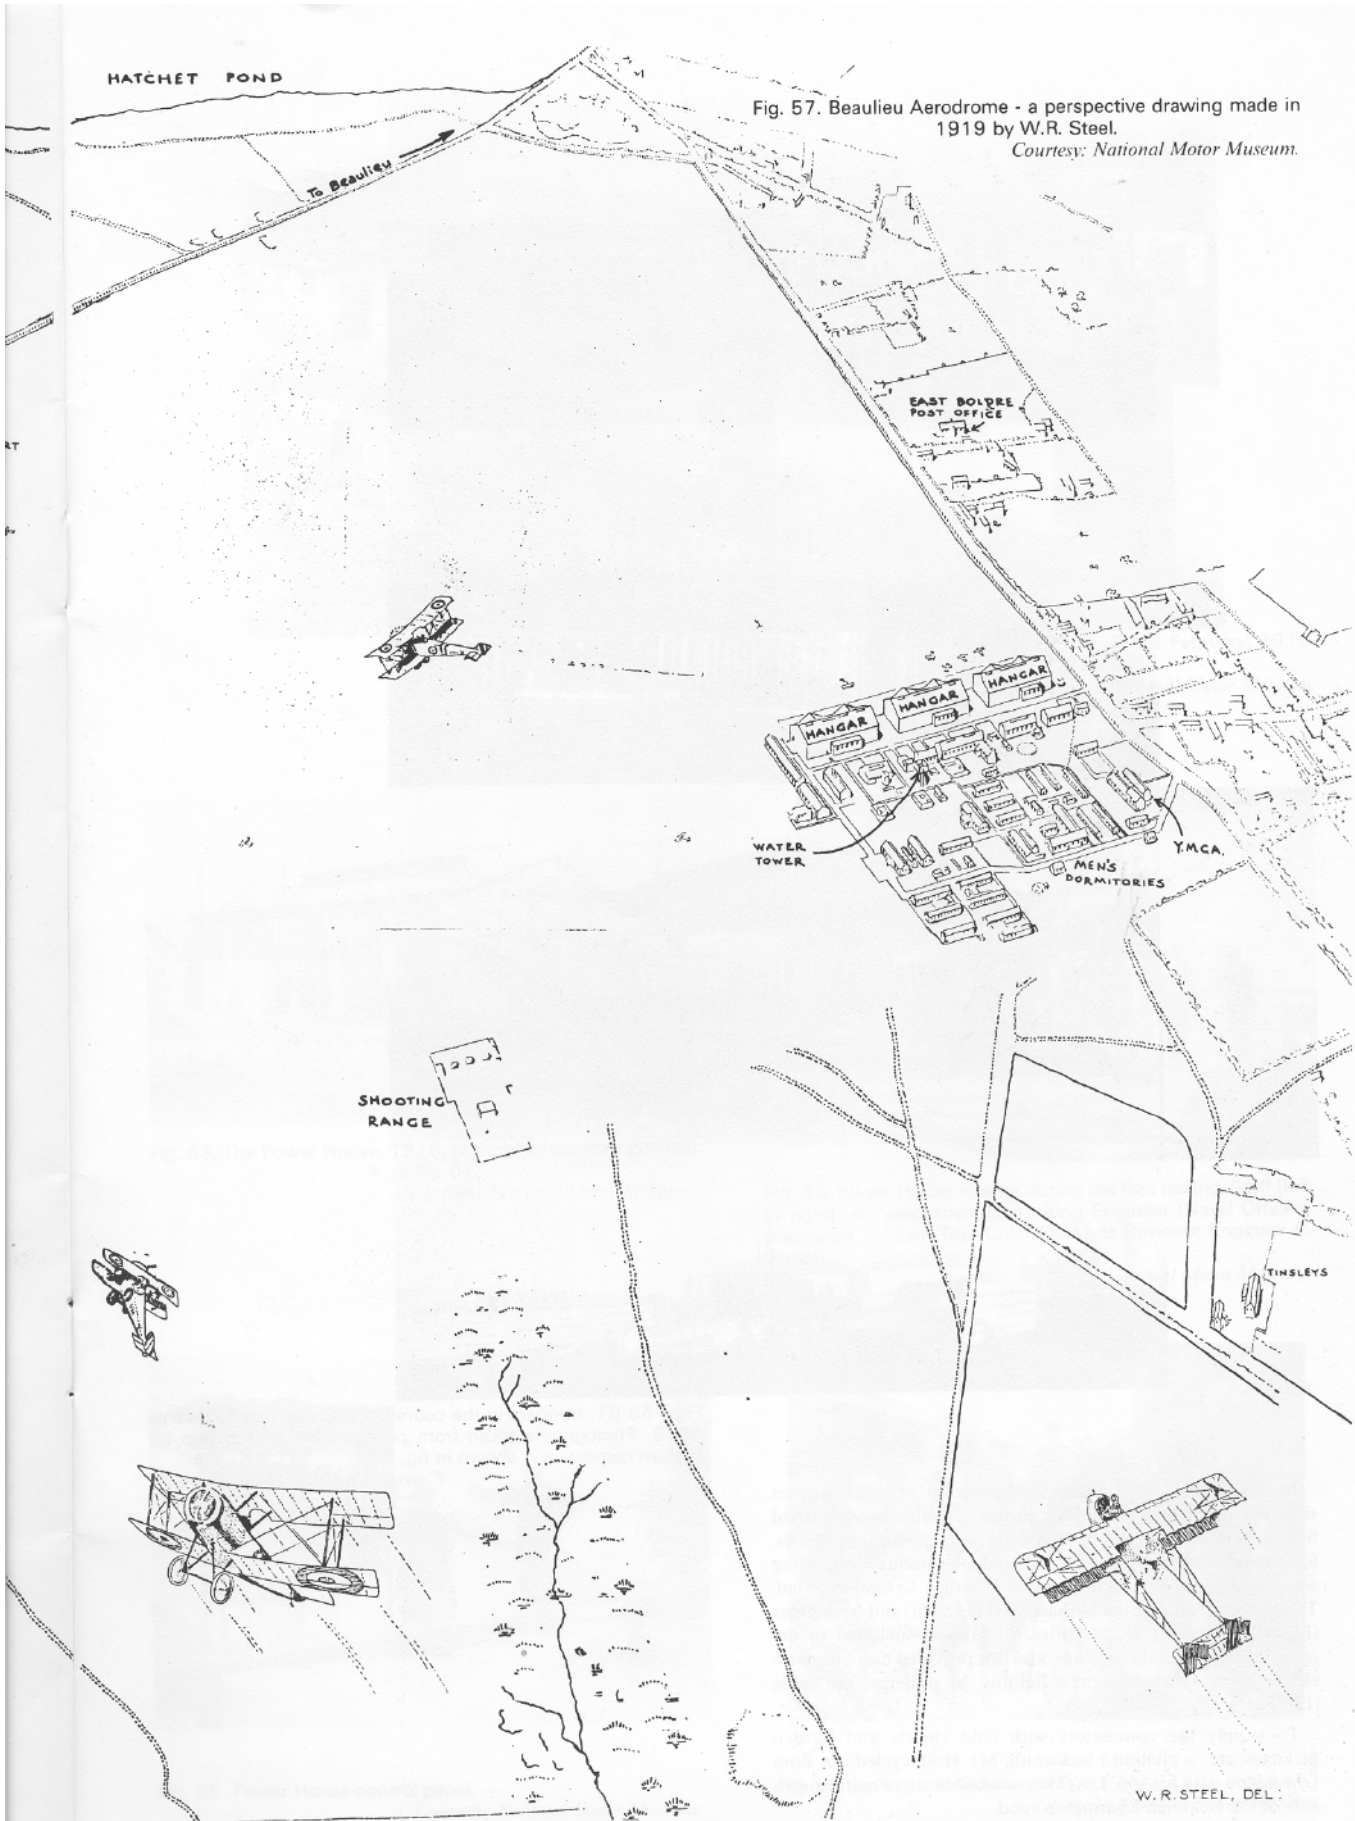 HATCHET POND
Fig. 57. Beaulieu Aerodrome - a perspective drawing made in
1919 by W.R. Steel.
Courtesy: National Motor Museum.
To Beaulieu
EAST BOLDRE
POST OFFICE
HANGAR
HANGAR
HANGAR
WATER
TOWER
Y.M.C.A.
MEN'S
DORMITORIES
SHOOTING
RANGE
TINSLEYS
W.R. STEEL, DEL: